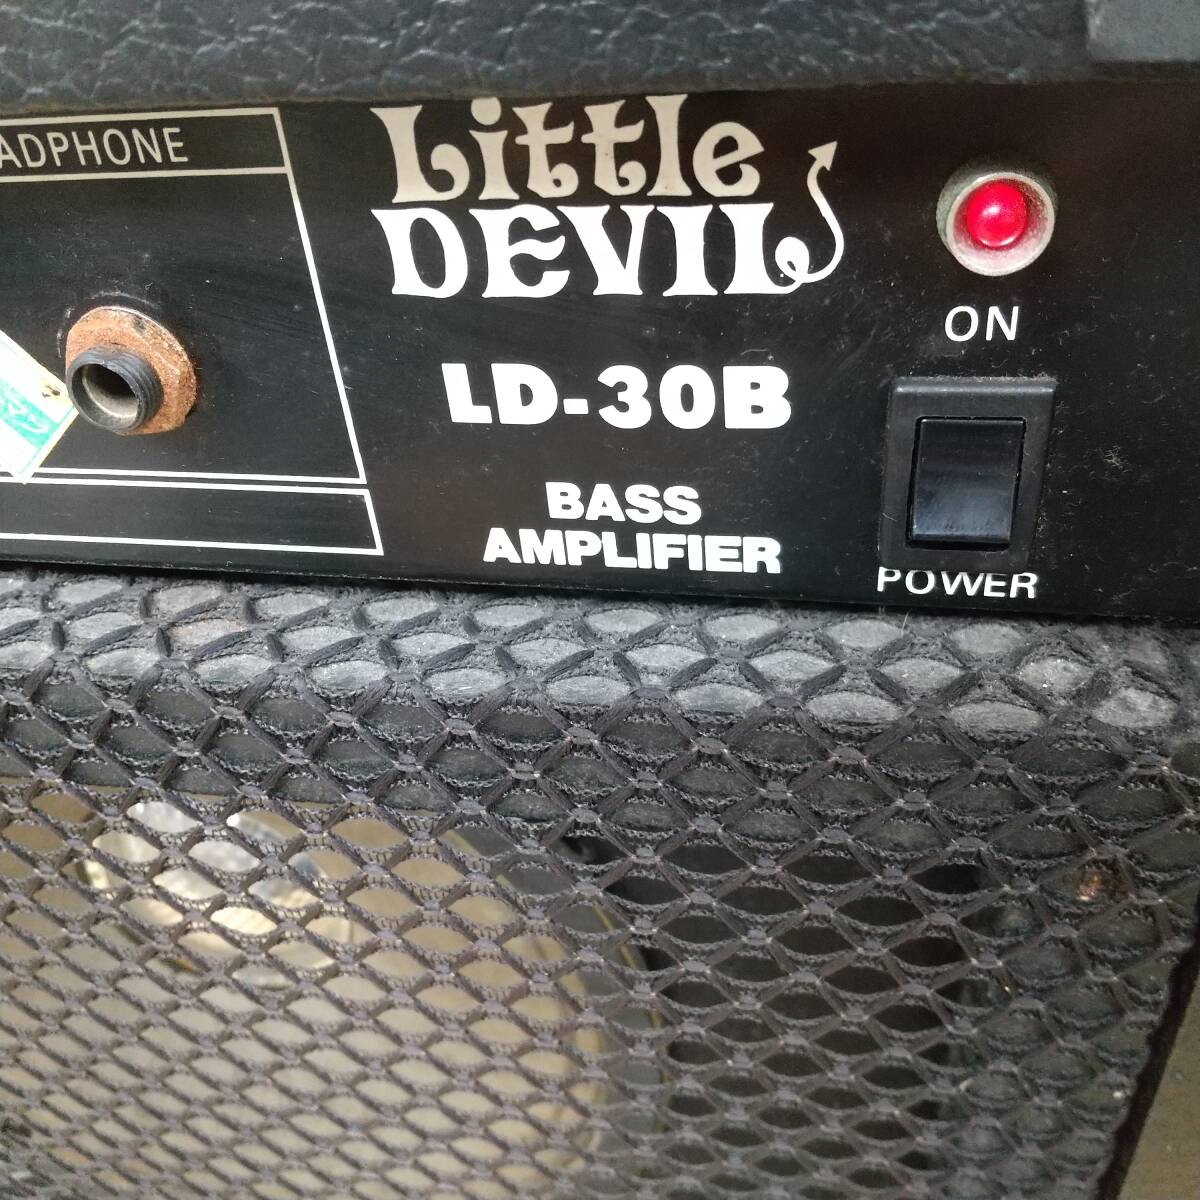 ADPHONE
Little
DEVIL
ON
LD-30B
BASS
AMPLIFIER
POWER